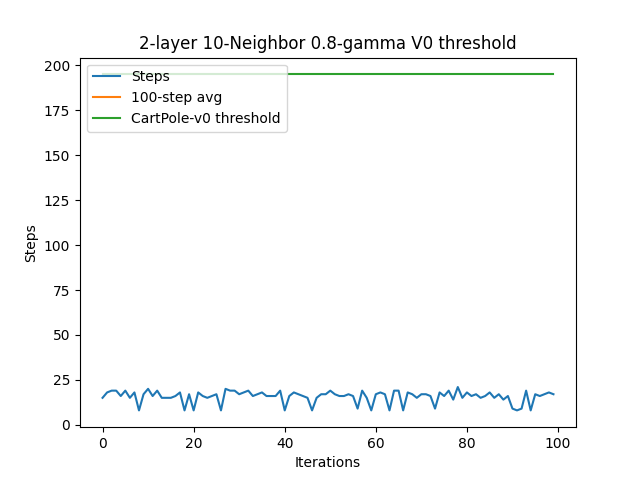 2-layer 10-Neighbor 0.8-gamma V0 threshold
200
175
150
125
100
75
50
25
0
Steps
Steps
100-step avg
CartPole-v0 threshold
0
20
40
60
80
100
Iterations